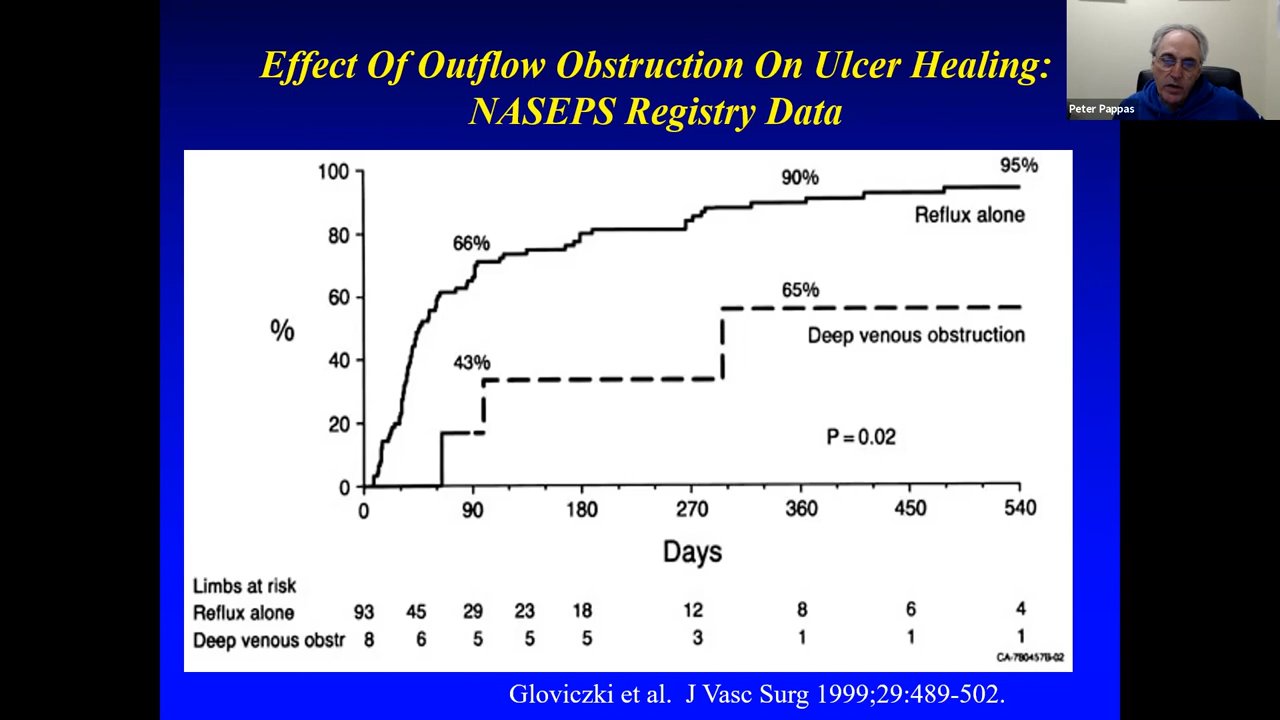 Effect Of Outflow Obstruction On Ulcer Healing:
NASEPS Registry Data
Peter Pappas
100
80
60
40
20
0
%
66%
90%
95%
Reflux alone
43%
65%
Deep venous obstruction
P = 0.02
0 90 180 270 360 450 540
Days
Limbs at risk
Reflux alone 93 45 29 23 18 12 8 6 4
Deep venous obstr 8 6 5 5 5 3 1 1 1
CA-780457B-02
Gloviczki et al. J Vasc Surg 1999;29:489-502.